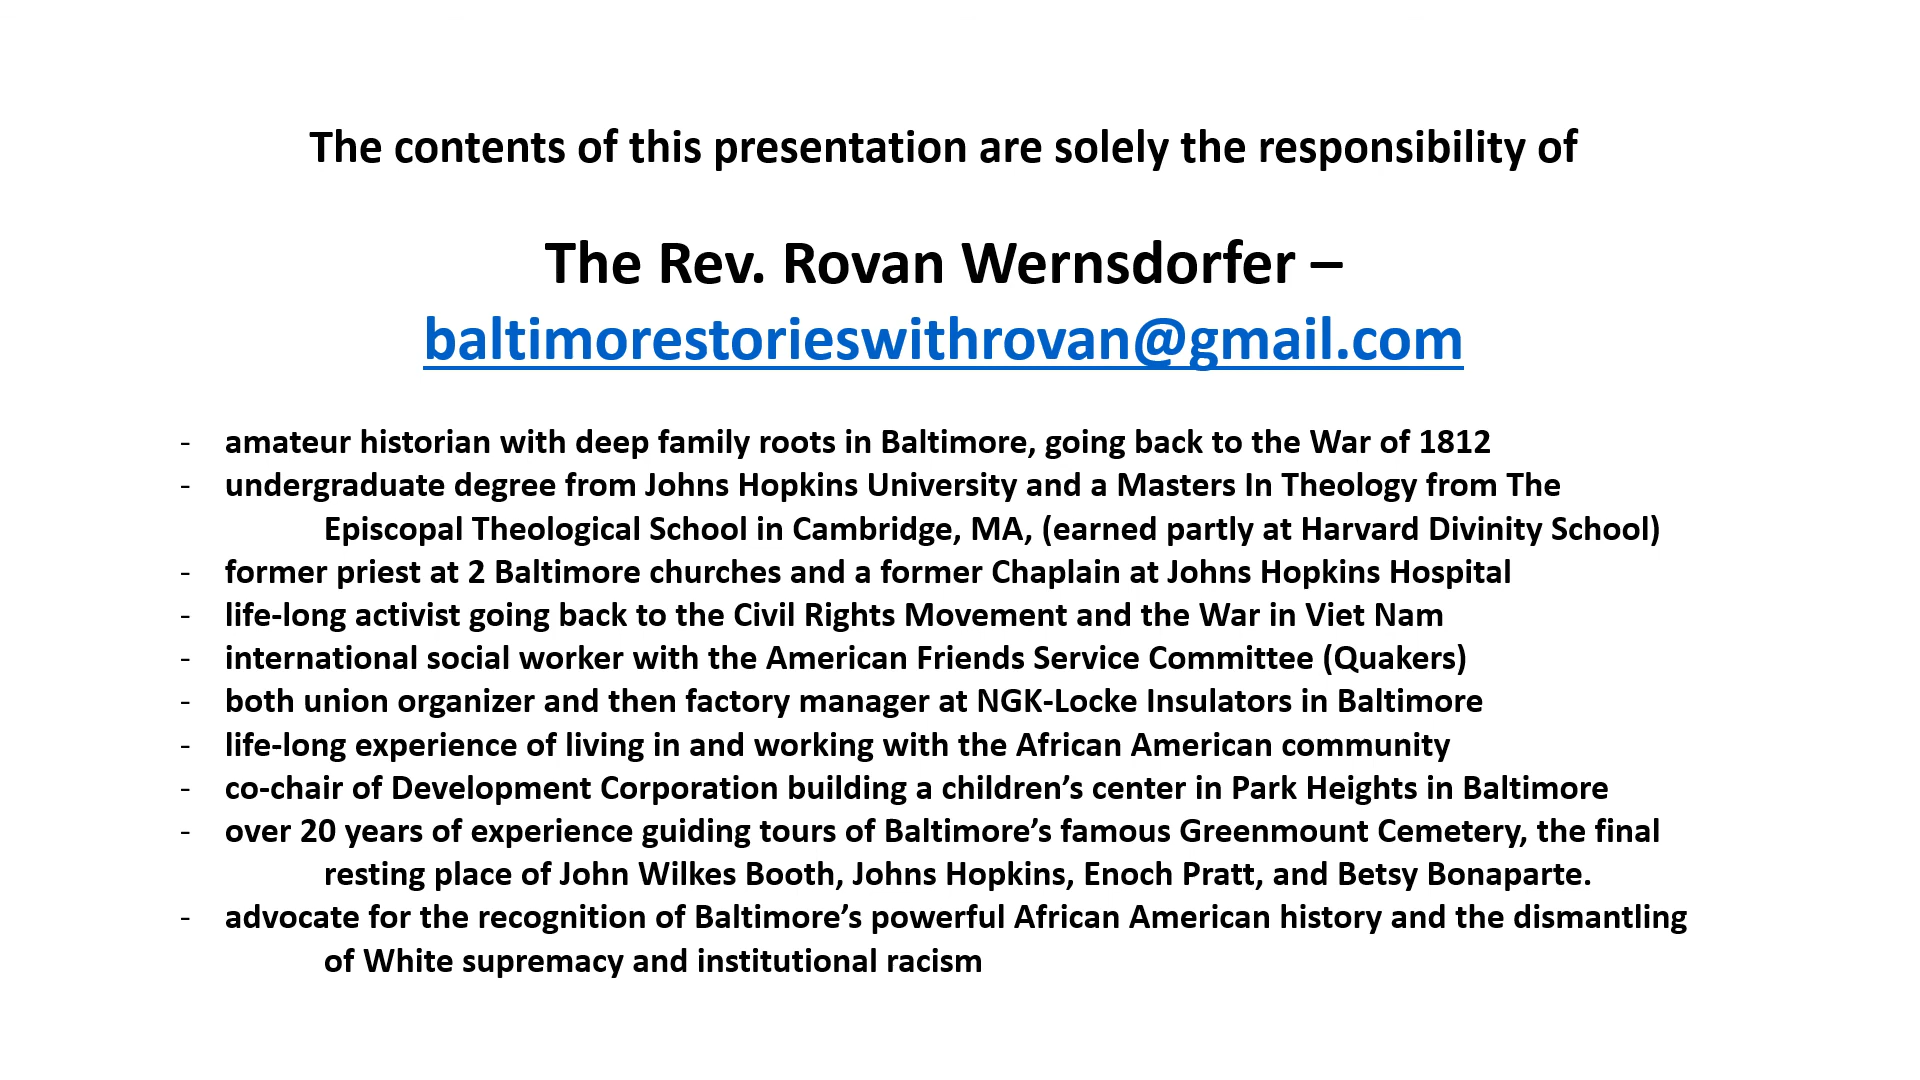 The contents of this presentation are solely the responsibility of
The Rev. Rovan Wernsdorfer –
baltimorestorieswithrovan@gmail.com
- amateur historian with deep family roots in Baltimore, going back to the War of 1812
- undergraduate degree from Johns Hopkins University and a Masters In Theology from The
Episcopal Theological School in Cambridge, MA, (earned partly at Harvard Divinity School)
- former priest at 2 Baltimore churches and a former Chaplain at Johns Hopkins Hospital
- life-long activist going back to the Civil Rights Movement and the War in Viet Nam
- international social worker with the American Friends Service Committee (Quakers)
- both union organizer and then factory manager at NGK-Locke Insulators in Baltimore
- life-long experience of living in and working with the African American community
- co-chair of Development Corporation building a children’s center in Park Heights in Baltimore
- over 20 years of experience guiding tours of Baltimore’s famous Greenmount Cemetery, the final
resting place of John Wilkes Booth, Johns Hopkins, Enoch Pratt, and Betsy Bonaparte.
- advocate for the recognition of Baltimore’s powerful African American history and the dismantling
of White supremacy and institutional racism